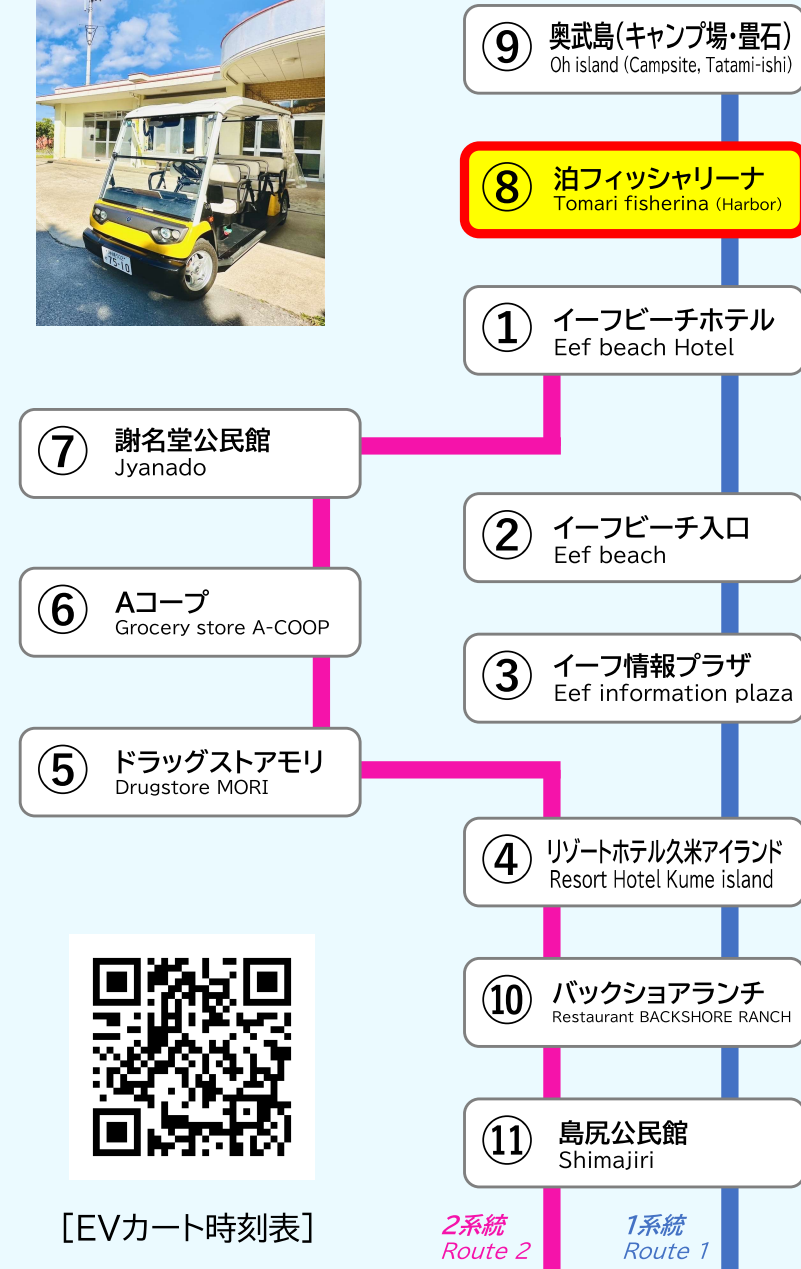 ⑨ 奥武島(キャンプ場・畳石)
Oh island (Campsite, Tatami-ishi)
⑧ 泊フィッシャリーナ
Tomari fisherina (Harbor)
① イーフビーチホテル
Eef beach Hotel
⑦ 謝名堂公民館
Jyanado
② イーフビーチ入口
Eef beach
⑥ Aコープ
Grocery store A-COOP
③ イーフ情報プラザ
Eef information plaza
⑤ ドラッグストアモリ
Drugstore MORI
④ リゾートホテル久米アイランド
Resort Hotel Kume island
⑩ バックショアランチ
Restaurant BACKSHORE RANCH
⑪ 島尻公民館
Shimajiri
[EVカート時刻表]
2系統
Route 2
1系統
Route 1
75-10